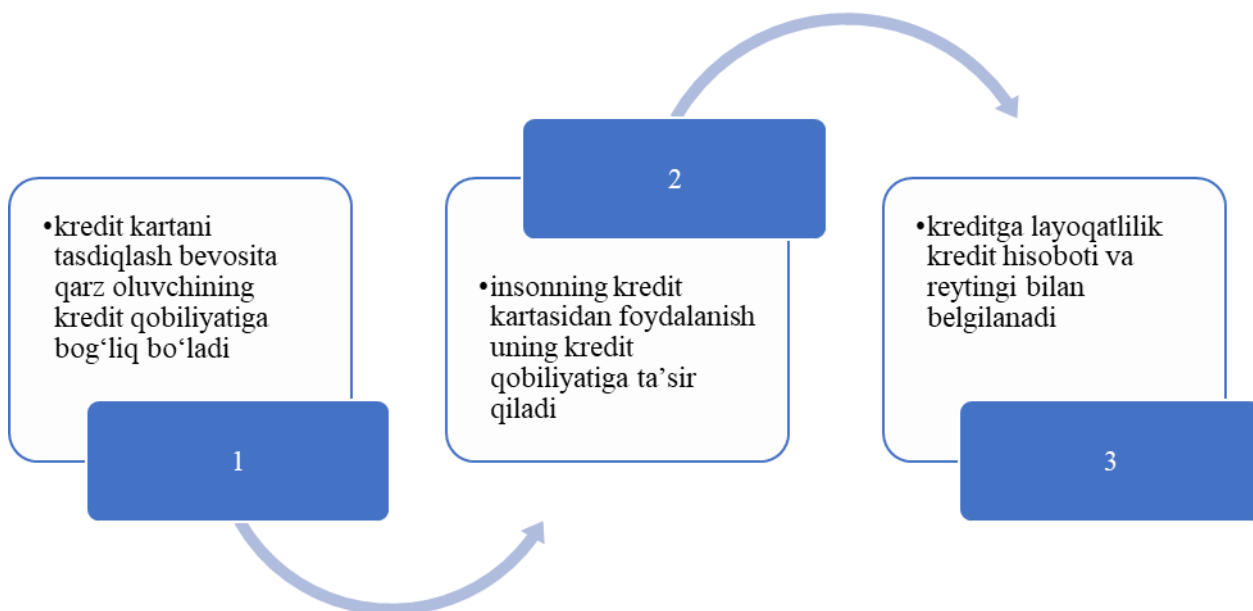 •kredit kartani
tasdiqlash bevosita
qarz oluvchining
kredit qobiliyatiga
bog‘liq bo‘ladi
1
2
•insonning kredit
kartasidan foydalanish
uning kredit
qobiliyatiga ta’sir
qiladi
•kreditga layoqatlilik
kredit hisoboti va
reytingi bilan
belgilanadi
3